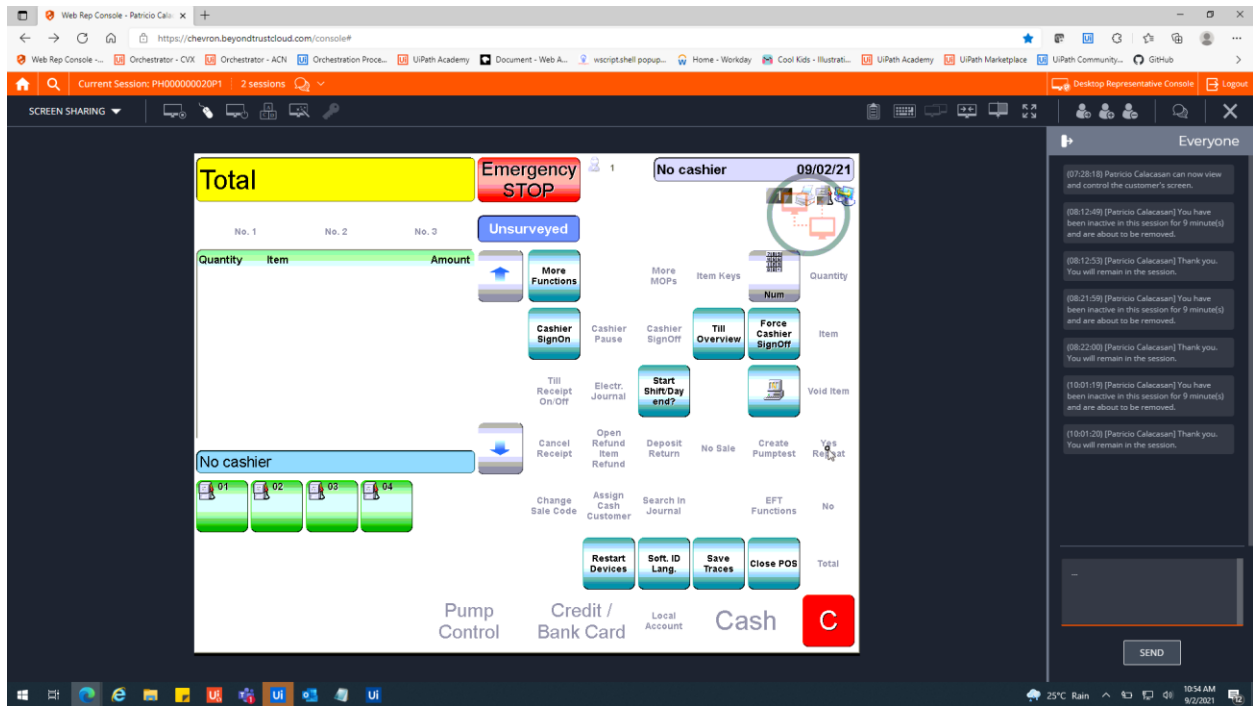 Web Rep Console - Patricio Cala
https://chevron.beyondtrustcloud.com/console#
Web Rep Console -...
Orchestrator - CVX
Orchestrator - ACN
Orchestration Proce...
UiPath Academy
Document - Web A...
wscript.shell popup...
Home - Workday
Cool Kids - Illustrati...
UiPath Academy
UiPath Marketplace
UiPath Community...
GitHub
Current Session: PH000000020P1
2 sessions
Desktop Representative Console
Logout
SCREEN SHARING
Everyone
Total
Emergency
STOP
1
No cashier
09/02/21
1
No. 1
No. 2
No. 3
Unsurveyed
Quantity
Item
Amount
More
Functions
More
MOPs
Item Keys
Num
Quantity
Cashier
SignOn
Cashier
Pause
Cashier
SignOff
Till
Overview
Force
Cashier
SignOff
Item
Till
Receipt
On/Off
Electr.
Journal
Start
Shift/Day
end?
Void Item
Cancel
Receipt
Open
Refund
Item
Refund
Deposit
Return
No Sale
Create
Pumptest
Yes
No cashier
01
02
03
04
Change
Sale Code
Assign
Cash
Customer
Search in
Journal
EFT
Functions
No
Restart
Devices
Soft. ID
Lang.
Save
Traces
Close POS
Total
Pump
Control
Credit /
Bank Card
Local
Account
Cash
C
(07:28:18) Patricio Calacasan can now view
and control the customer's screen.
(08:12:49) [Patricio Calacasan] You have
been inactive in this session for 9 minute(s)
and are about to be removed.
(08:12:53) [Patricio Calacasan] Thank you.
You will remain in the session.
(08:21:59) [Patricio Calacasan] You have
been inactive in this session for 9 minute(s)
and are about to be removed.
(08:22:00) [Patricio Calacasan] Thank you.
You will remain in the session.
(10:01:19) [Patricio Calacasan] You have
been inactive in this session for 9 minute(s)
and are about to be removed.
(10:01:20) [Patricio Calacasan] Thank you.
You will remain in the session.
SEND
25°C Rain
10:54 AM
9/2/2021